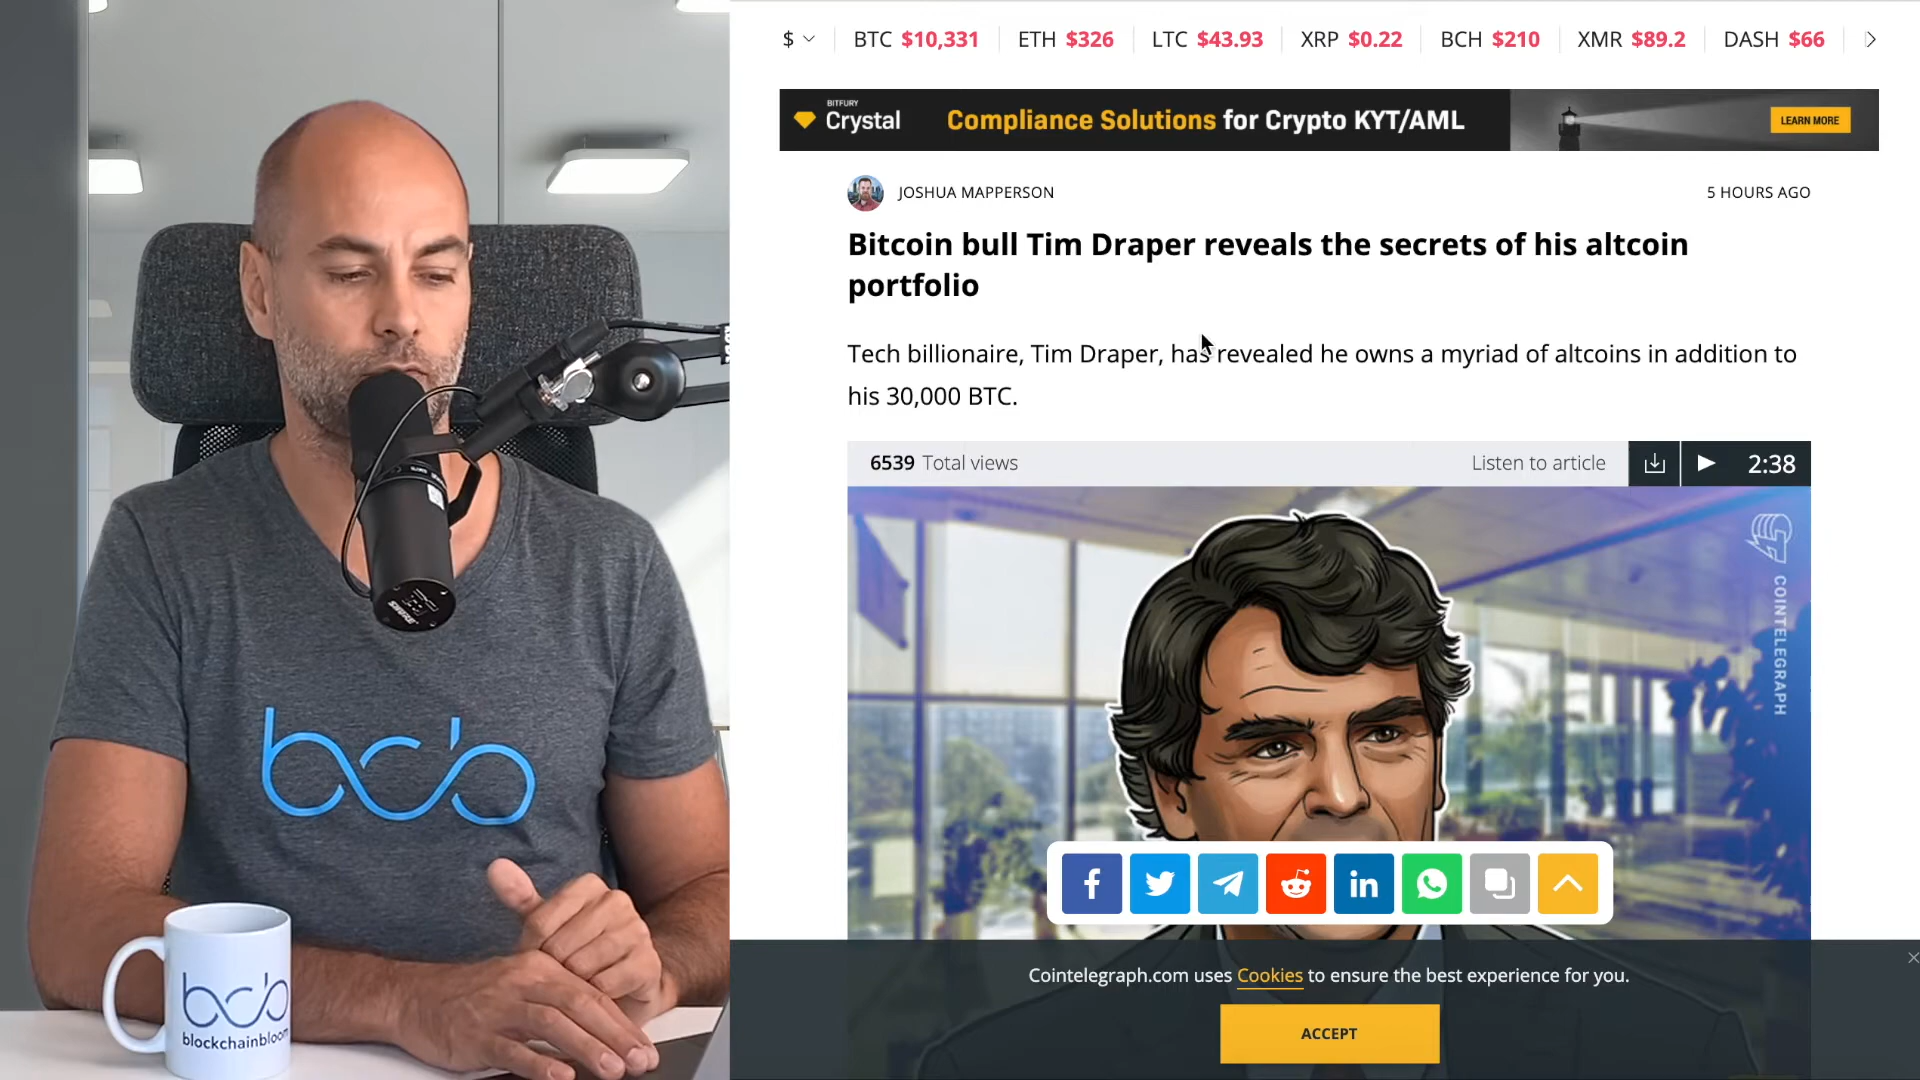 $ BTC $10,331 ETH $326 LTC $43.93 XRP $0.22 BCH $210 XMR $89.2 DASH $66
BITFURY
Crystal
Compliance Solutions for Crypto KYT/AML
LEARN MORE
JOSHUA MAPPERSON
5 HOURS AGO
Bitcoin bull Tim Draper reveals the secrets of his altcoin
portfolio
Tech billionaire, Tim Draper, has revealed he owns a myriad of altcoins in addition to
his 30,000 BTC.
6539 Total views
Listen to article
2:38
COINTELEGRAPH
Cointelegraph.com uses Cookies to ensure the best experience for you.
ACCEPT
SHURE
bcb
bcb
blockchainbloom